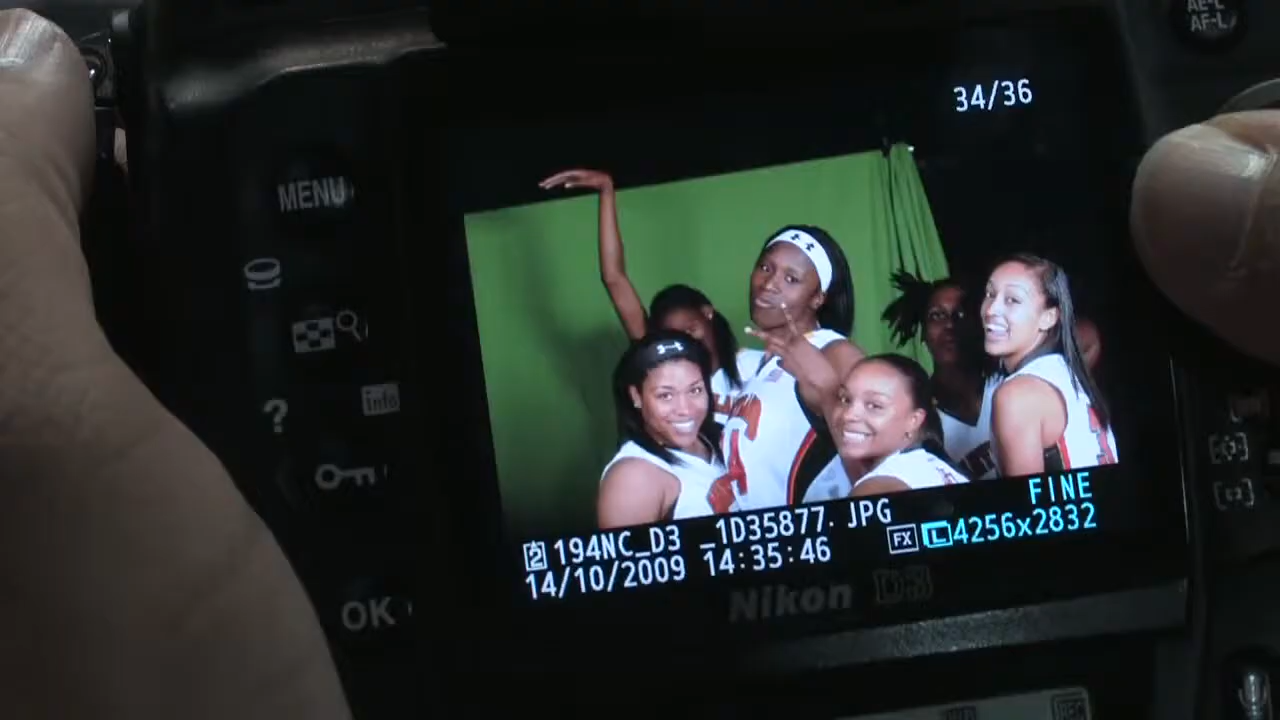 AE-L
AF-L
34/36
MENU
?
info
FINE
194NC_D3 _1D35877.JPG
FX L 4256x2832
14/10/2009 14:35:46
Nikon D3
OK